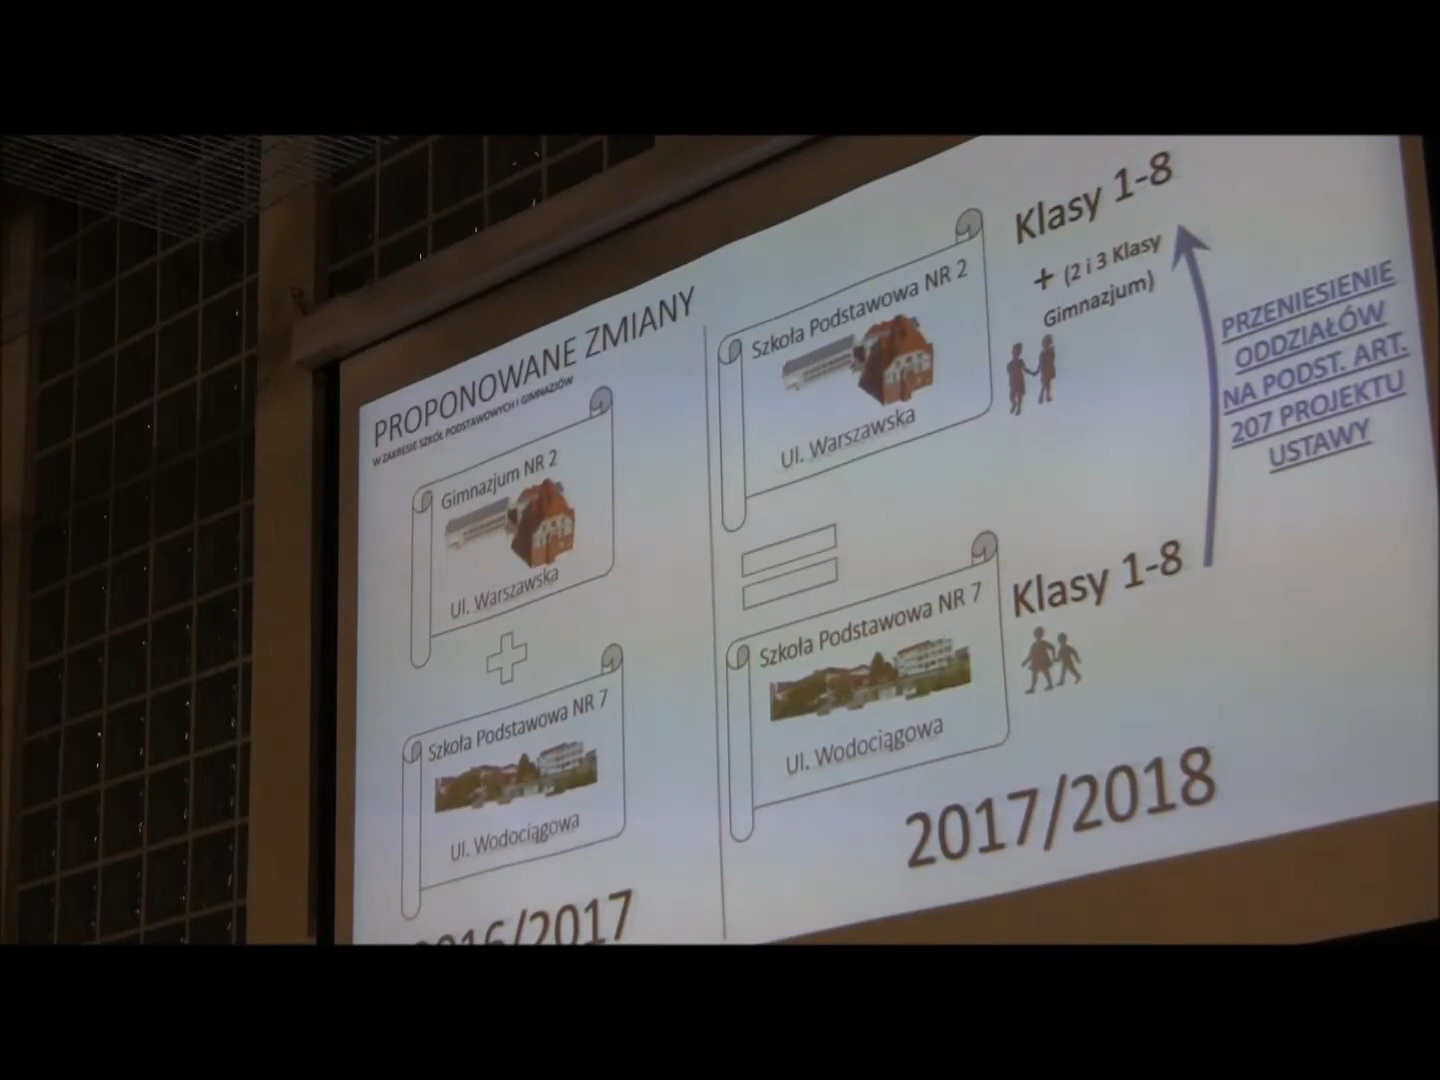 PROPONOWANE ZMIANY
W ZAKRESIE SZKÓŁ PODSTAWOWYCH I GIMNAZJÓW
Gimnazjum NR 2
Ul. Warszawska
Szkoła Podstawowa NR 7
Ul. Wodociągowa
2016/2017
Szkoła Podstawowa NR 2
Ul. Warszawska
Klasy 1-8
+ (2 i 3 Klasy
Gimnazjum)
Szkoła Podstawowa NR 7
Ul. Wodociągowa
Klasy 1-8
PRZENIESIENIE
ODDZIAŁÓW
NA PODST. ART.
207 PROJEKTU
USTAWY
2017/2018